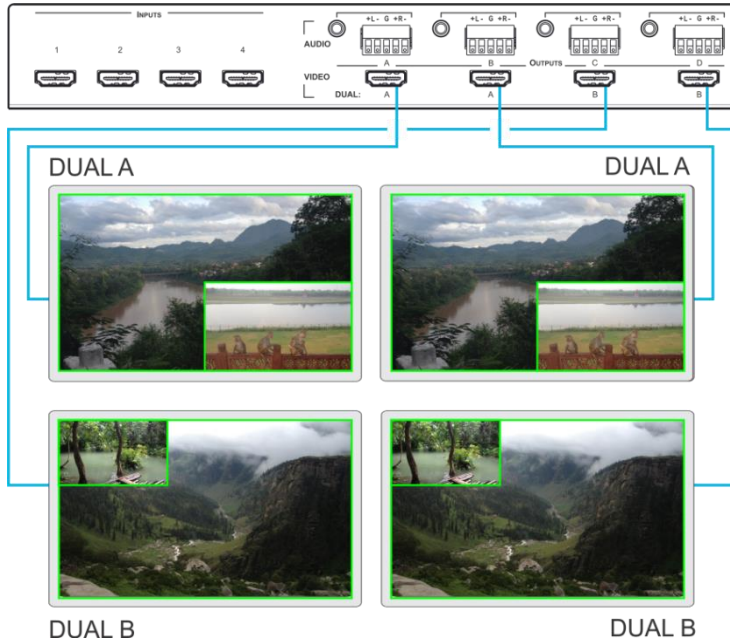 INPUTS
1 2 3 4
AUDIO
+L- G +R- +L- G +R- +L- G +R- +L- G +R-
A B OUTPUTS C D
VIDEO
DUAL: A A B B
DUAL A DUAL A
DUAL B DUAL B